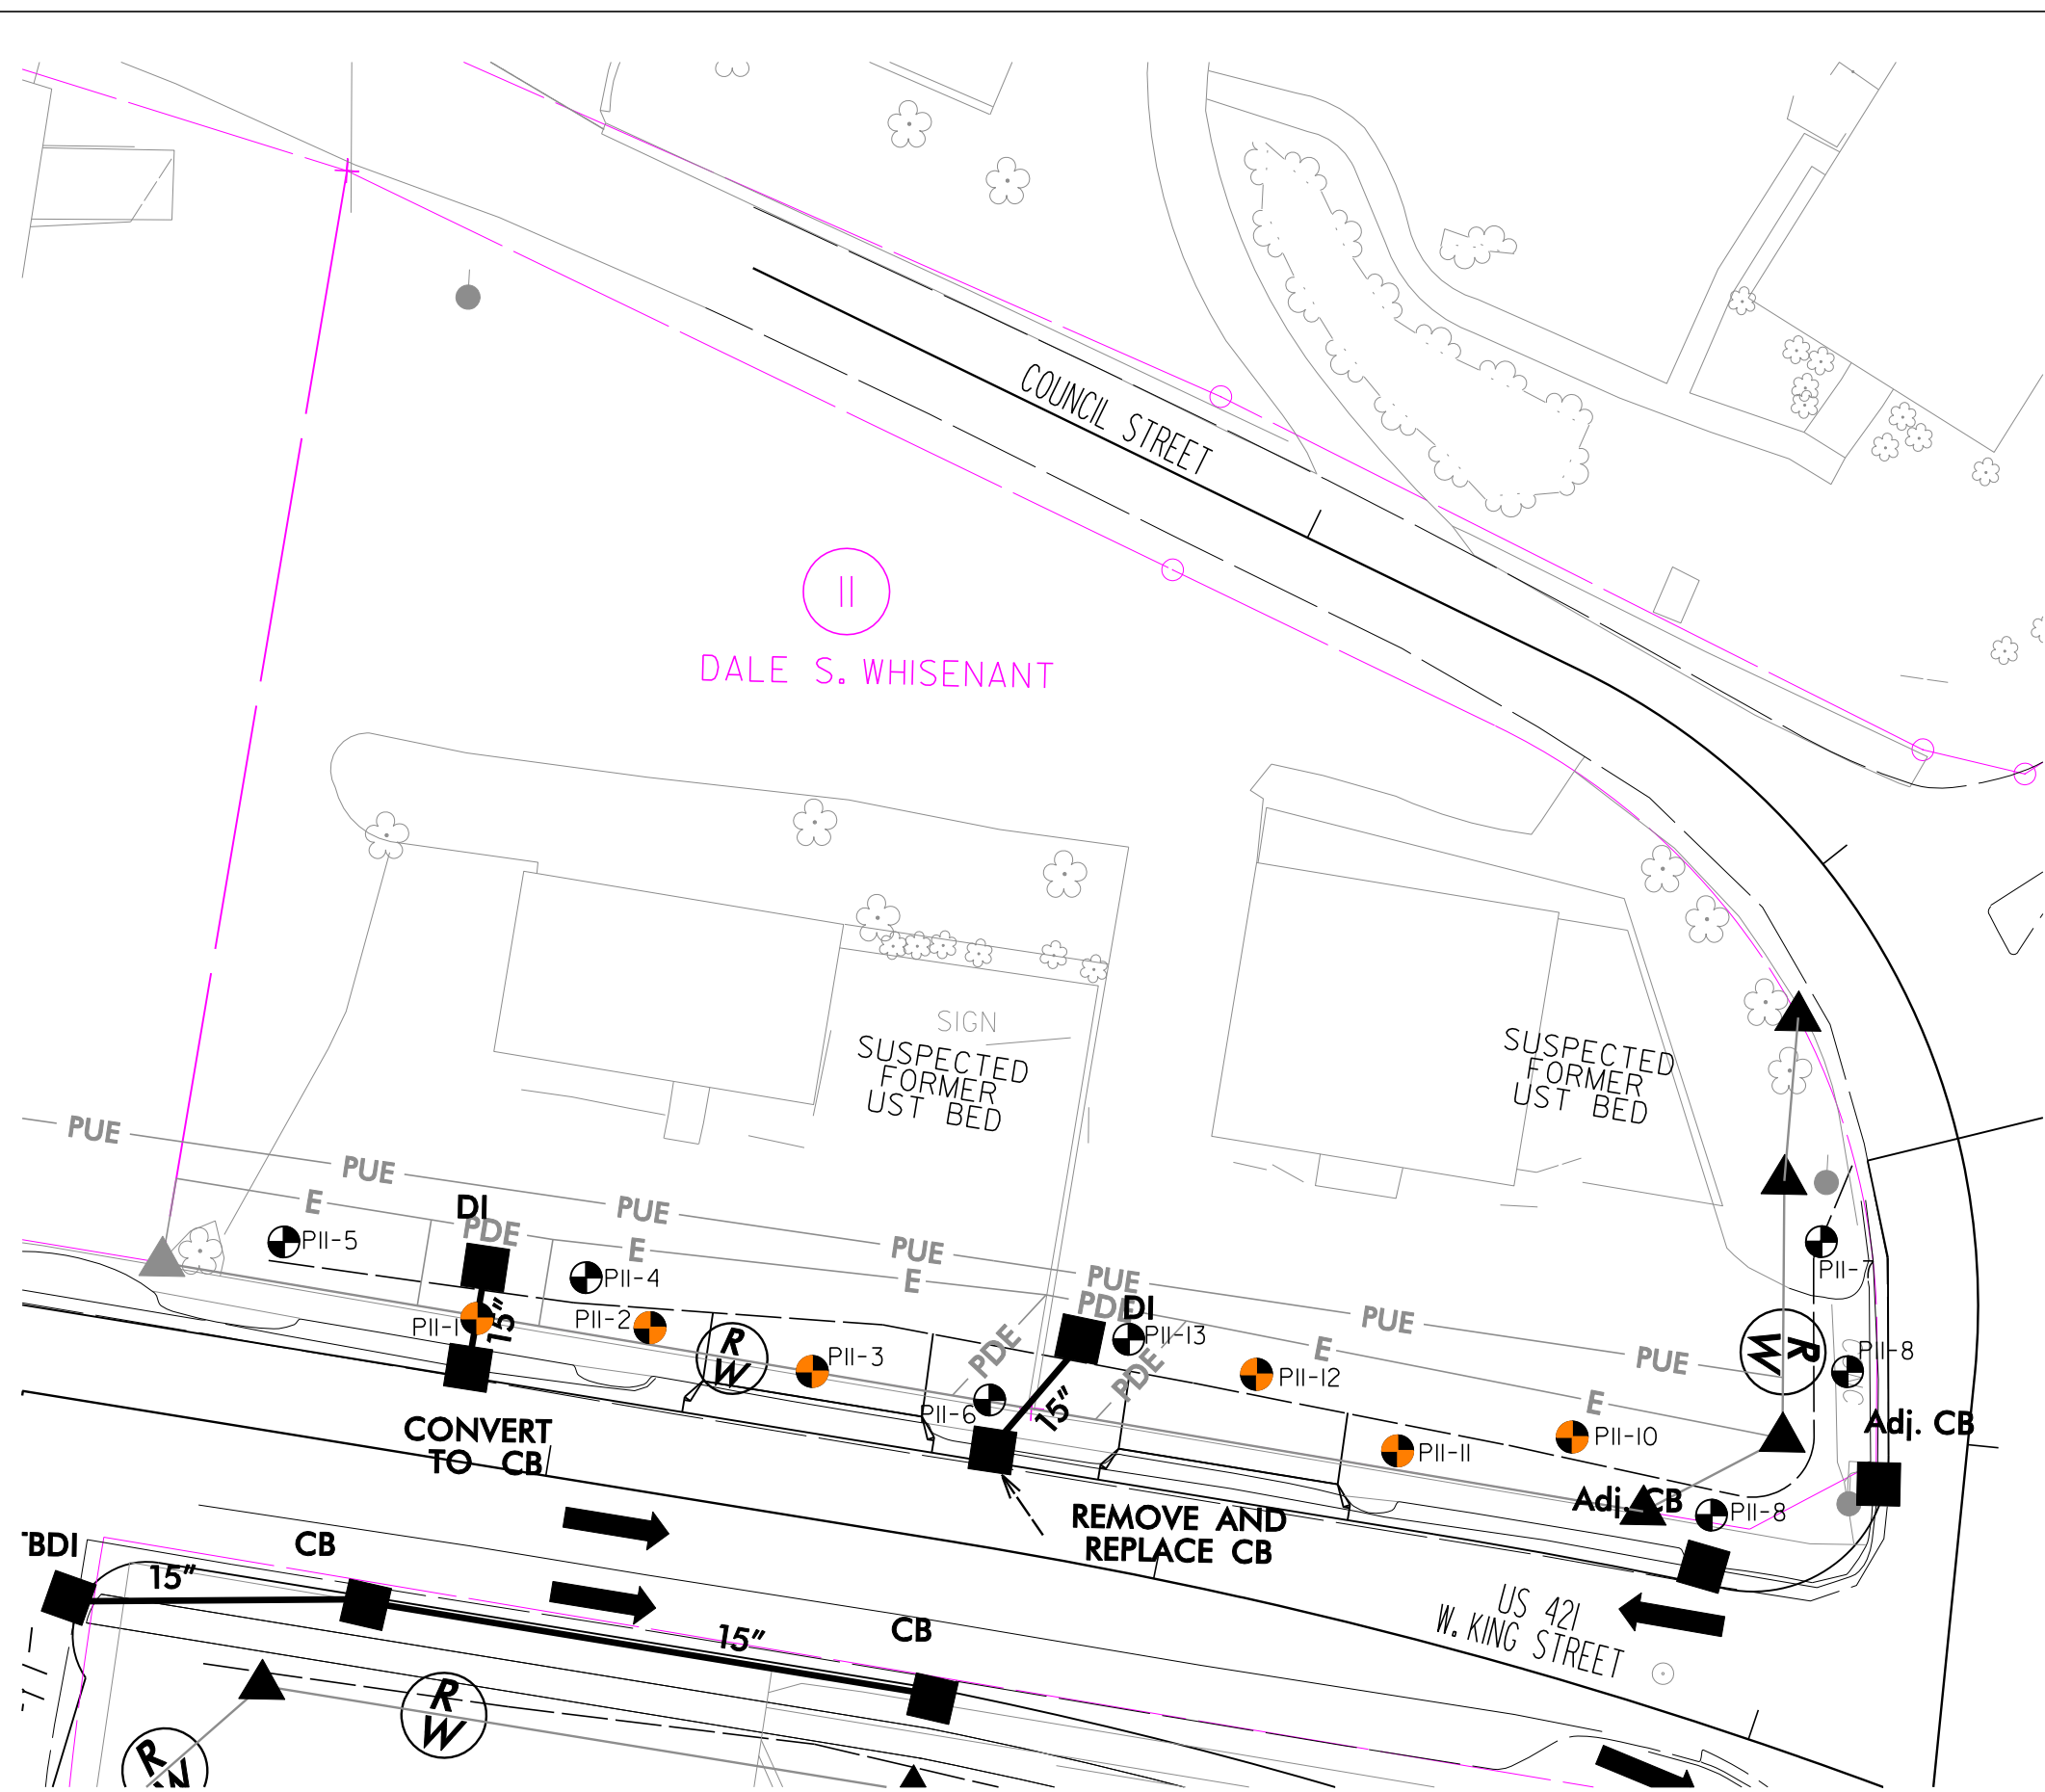 COUNCIL STREET
II
DALE S. WHISENANT
SIGN
SUSPECTED
FORMER
UST BED
SUSPECTED
FORMER
UST BED
PUE
PUE
PUE
PUE
PUE
PUE
PUE
E
E
E
E
E
DI
PDE
PII-5
PII-4
PII-1
15"
PII-2
R
W
PII-3
PDE
DI
PII-13
PDE
PDE
PII-6
15"
PII-12
PII-11
PII-10
PII-7
R
W
PII-8
Adj. CB
Adj. CB
PII-8
CONVERT
TO CB
REMOVE AND
REPLACE CB
US 421
W. KING STREET
TBDI
15"
CB
15"
CB
R
W
R
W